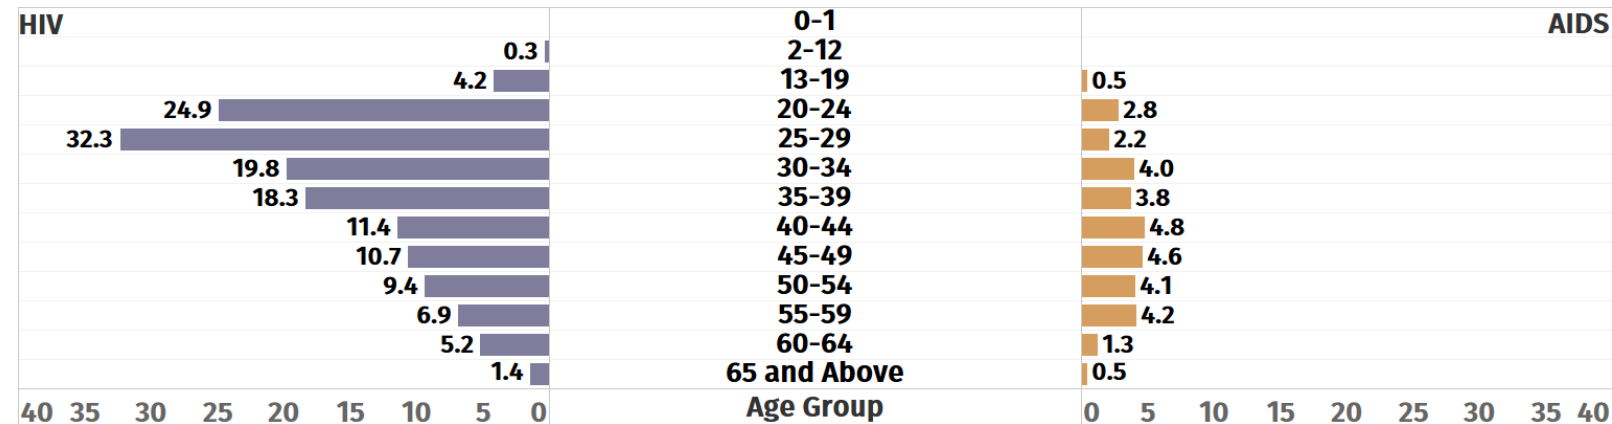 HIV 0-1 AIDS
0.3 2-12
4.2 13-19 0.5
24.9 20-24 2.8
32.3 25-29 2.2
19.8 30-34 4.0
18.3 35-39 3.8
11.4 40-44 4.8
10.7 45-49 4.6
9.4 50-54 4.1
6.9 55-59 4.2
5.2 60-64 1.3
1.4 65 and Above 0.5
40 35 30 25 20 15 10 5 0 Age Group 0 5 10 15 20 25 30 35 40